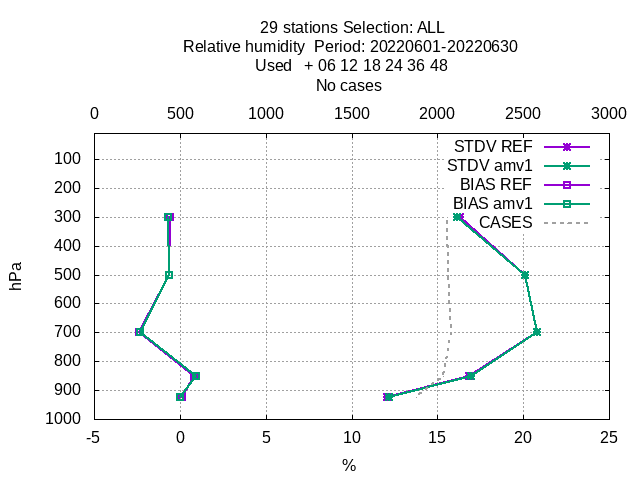 29 stations Selection: ALL
Relative humidity  Period: 20220601-20220630
Used   + 06 12 18 24 36 48
No cases
0 500 1000 1500 2000 2500 3000
STDV REF
STDV amv1
BIAS REF
BIAS amv1
CASES
100
200
300
400
500
600
700
800
900
1000
hPa
-5 0 5 10 15 20 25
%